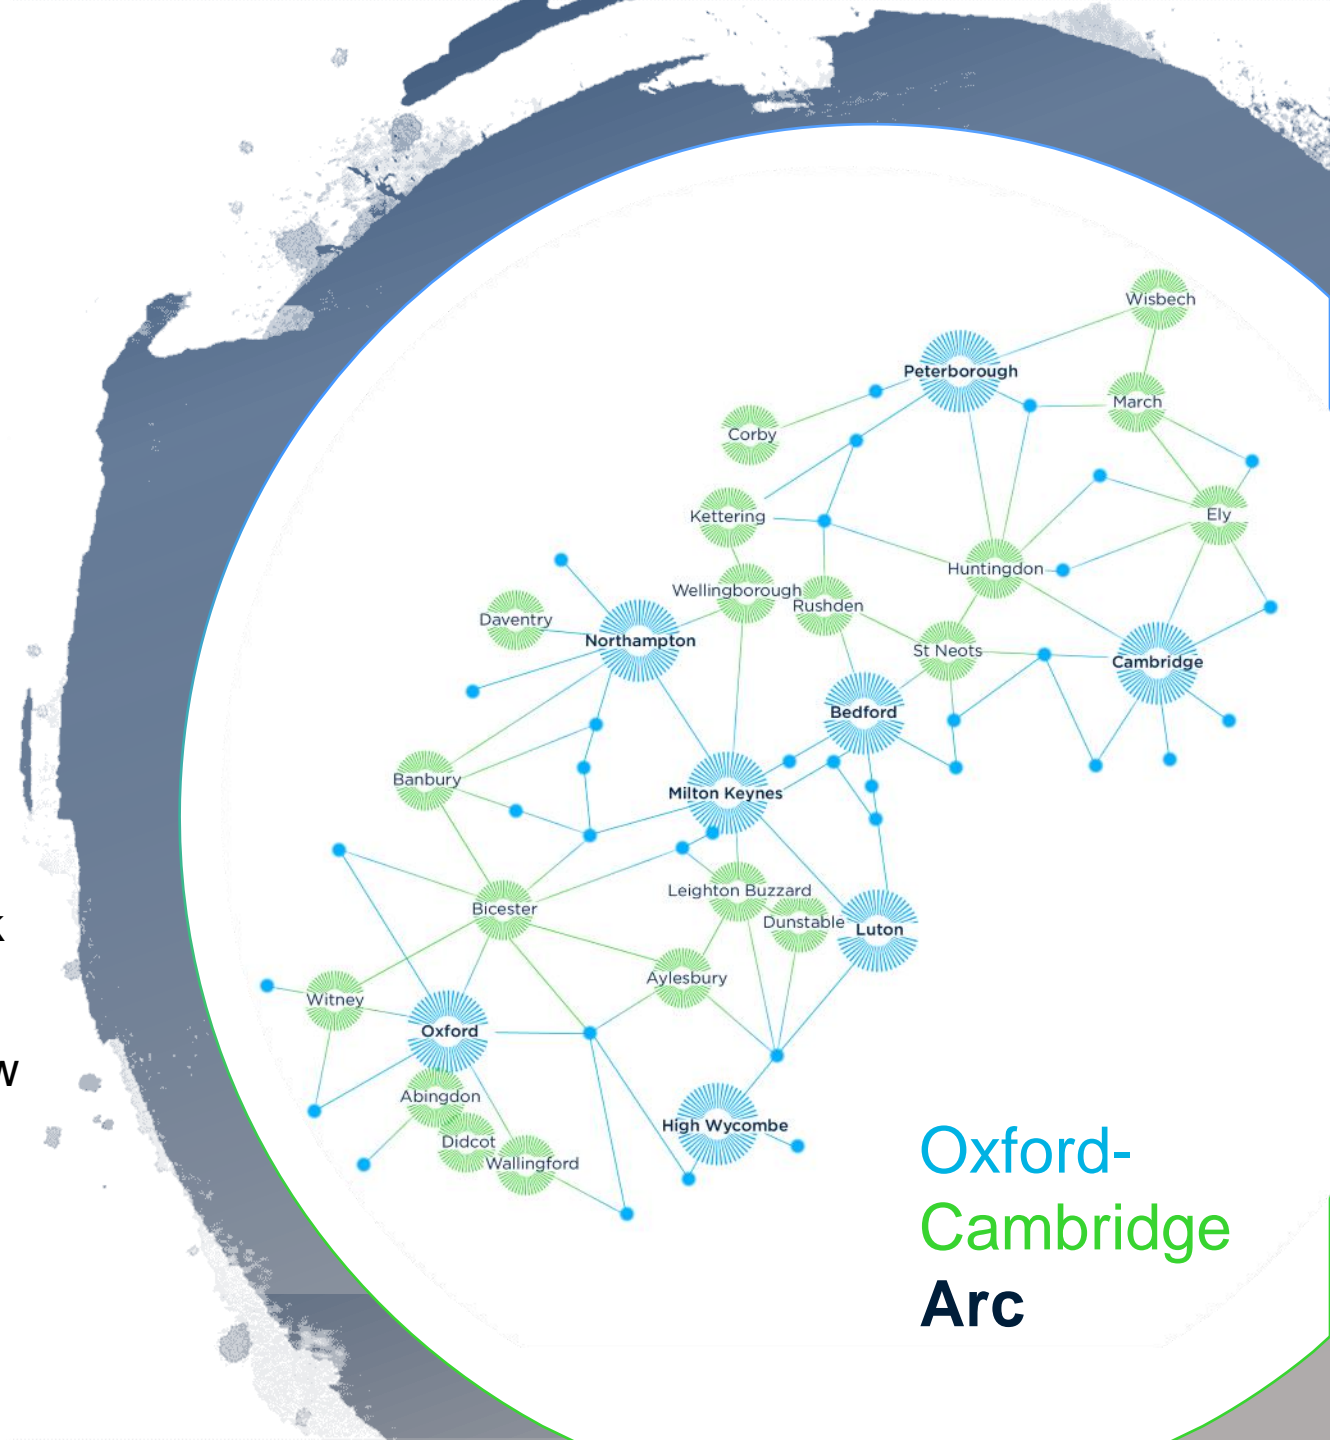 Wisbech
Peterborough
March
Corby
Kettering
Ely
Huntingdon
Wellingborough
Rushden
Daventry
Northampton
St Neots
Cambridge
Bedford
Banbury
Milton Keynes
Leighton Buzzard
Bicester
Dunstable
Luton
k
Aylesbury
Witney
Oxford
w
Abingdon
High Wycombe
Didcot
Wallingford
Oxford-
Cambridge
Arc